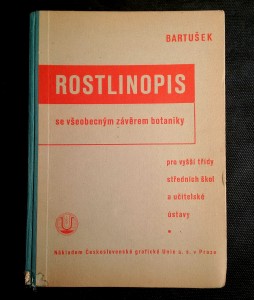 BARTUŠEK
ROSTLINOPIS
se všeobecným závěrem botaniky
pro vyšší třídy
středních škol
a učitelské
ústavy
Nákladem Československé grafické Unie a. s. v Praze